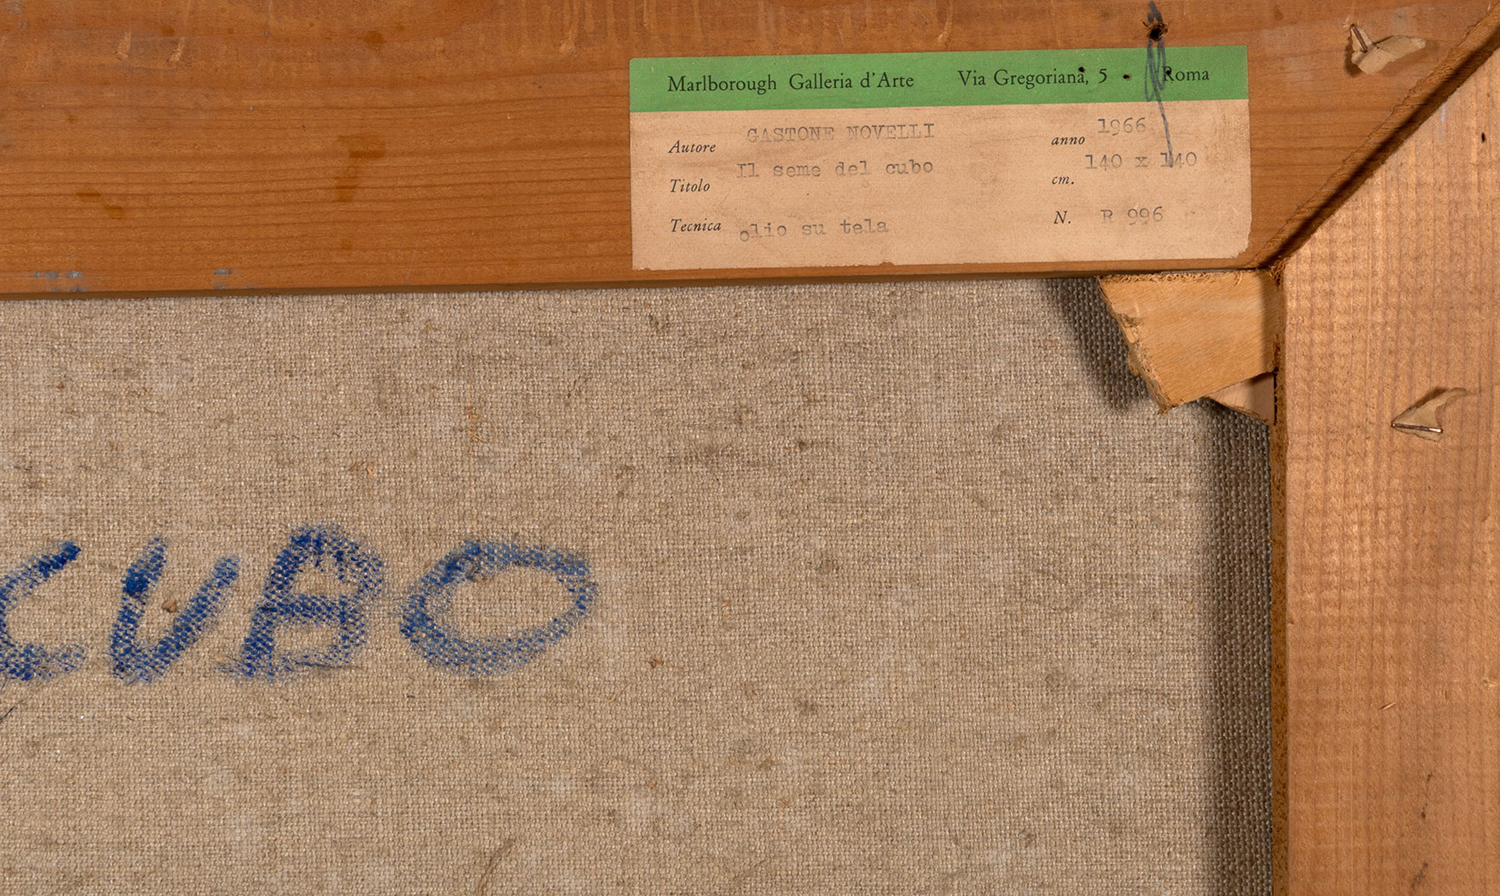 Marlborough Galleria d'Arte Via Gregoriana, 5 · Roma
Autore GASTONE NOVELLI anno 1966
Titolo Il seme del cubo cm. 140 x 140
Tecnica olio su tela N. R 996
CUBO